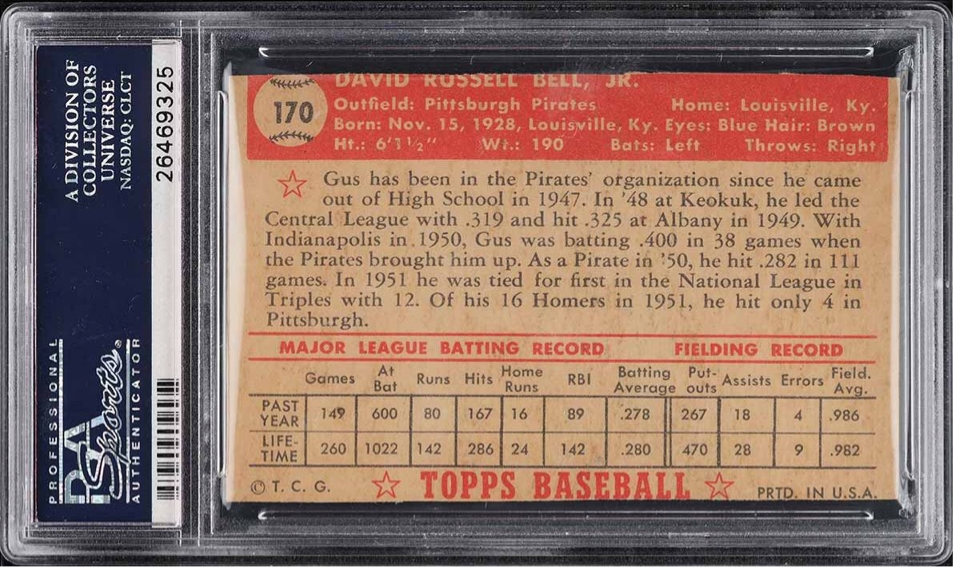 A DIVISION OF
COLLECTORS
UNIVERSE
NASDAQ: CLCT
26469325
PROFESSIONAL
PSA
Sports
AUTHENTICATOR
®
DAVID RUSSELL BELL, JR.
170
Outfield: Pittsburgh Pirates Home: Louisville, Ky.
Born: Nov. 15, 1928, Louisville, Ky. Eyes: Blue Hair: Brown
Ht.: 6'1½" Wt.: 190 Bats: Left Throws: Right
Gus has been in the Pirates' organization since he came
out of High School in 1947. In '48 at Keokuk, he led the
Central League with .319 and hit .325 at Albany in 1949. With
Indianapolis in 1950, Gus was batting .400 in 38 games when
the Pirates brought him up. As a Pirate in '50, he hit .282 in 111
games. In 1951 he was tied for first in the National League in
Triples with 12. Of his 16 Homers in 1951, he hit only 4 in
Pittsburgh.
MAJOR LEAGUE BATTING RECORD FIELDING RECORD
Games At Bat Runs Hits Home Runs RBI Batting Average Put-outs Assists Errors Field. Avg.
PAST YEAR 149 600 80 167 16 89 .278 267 18 4 .986
LIFE-TIME 260 1022 142 286 24 142 .280 470 28 9 .982
© T. C. G. TOPPS BASEBALL PRTD. IN U.S.A.